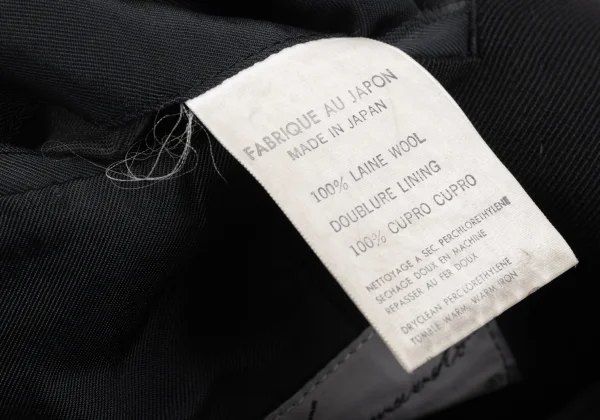 FABRIQUE AU JAPON
MADE IN JAPAN
100% LAINE WOOL
DOUBLURE LINING
100% CUPRO CUPRO
NETTOYAGE A SEC. PERCHLORETHYLENE
SECHAGE DOUX EN MACHINE
REPASSER AU FER DOUX
DRYCLEAN PERCLORETHYLENE
TUMBLE WARM. WARM IRON